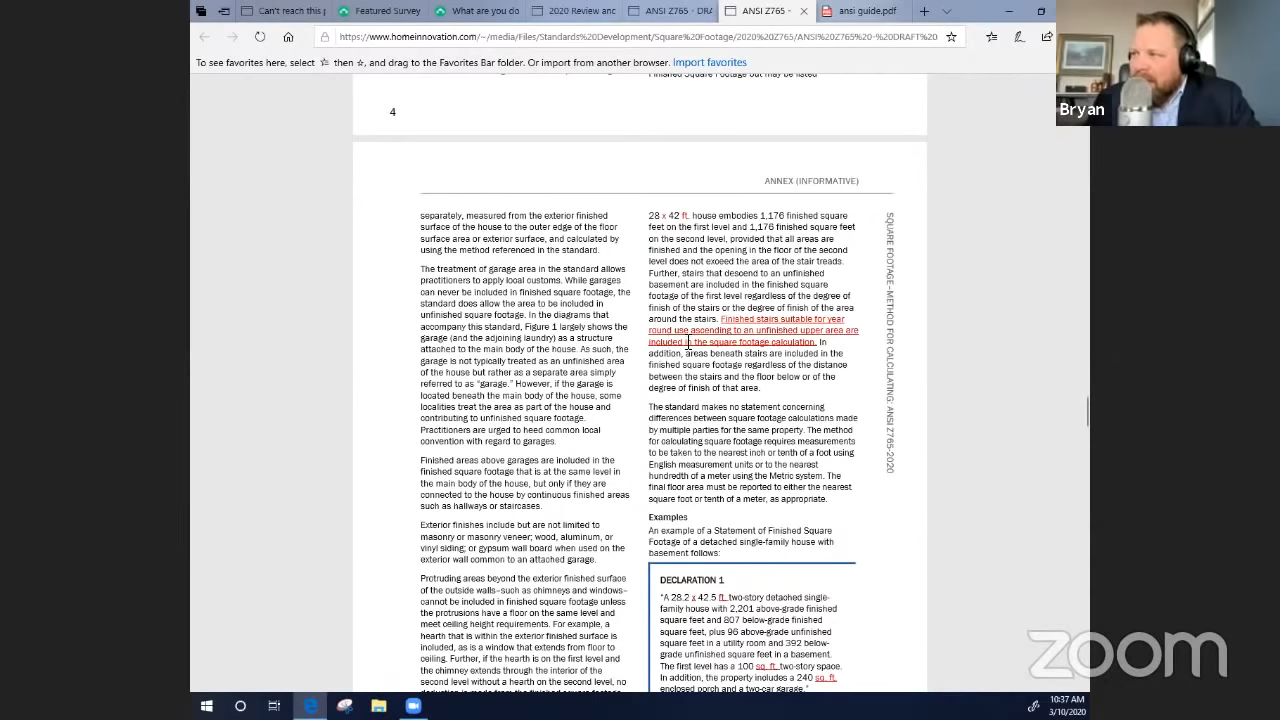 Can't reach this p
Featured Survey
What are you do
2020 Review anc
ANSI Z765 - DRA
ANSI Z765 -
ansi guide.pdf
https://www.homeinnovation.com/~/media/Files/Standards%20Development/Square%20Footage/2020%20Z765/ANSI%20Z765%20-%20DRAFT%20
To see favorites here, select ☆ then ☆, and drag to the Favorites Bar folder. Or import from another browser. Import favorites
Bryan
Finished Square Footage but may be listed
4
ANNEX (INFORMATIVE)
separately, measured from the exterior finished
surface of the house to the outer edge of the floor
surface area or exterior surface, and calculated by
using the method referenced in the standard.
The treatment of garage area in the standard allows
practitioners to apply local customs. While garages
can never be included in finished square footage, the
standard does allow the area to be included in
unfinished square footage. In the diagrams that
accompany this standard, Figure 1 largely shows the
garage (and the adjoining laundry) as a structure
attached to the main body of the house. As such, the
garage is not typically treated as an unfinished area
of the house but rather as a separate area simply
referred to as “garage.” However, if the garage is
located beneath the main body of the house, some
localities treat the area as part of the house and
contributing to unfinished square footage.
Practitioners are urged to heed common local
convention with regard to garages.
Finished areas above garages are included in the
finished square footage that is at the same level in
the main body of the house, but only if they are
connected to the house by continuous finished areas
such as hallways or staircases.
Exterior finishes include but are not limited to
masonry or masonry veneer; wood, aluminum, or
vinyl siding; or gypsum wall board when used on the
exterior wall common to an attached garage.
Protruding areas beyond the exterior finished surface
of the outside walls–such as chimneys and windows–
cannot be included in finished square footage unless
the protrusions have a floor on the same level and
meet ceiling height requirements. For example, a
hearth that is within the exterior finished surface is
included, as is a window that extends from floor to
ceiling. Further, if the hearth is on the first level and
the chimney extends through the interior of the
second level without a hearth on the second level, no
deduction is made from the finished square footage
28 x 42 ft. house embodies 1,176 finished square
feet on the first level and 1,176 finished square feet
on the second level, provided that all areas are
finished and the opening in the floor of the second
level does not exceed the area of the stair treads.
Further, stairs that descend to an unfinished
basement are included in the finished square
footage of the first level regardless of the degree of
finish of the stairs or the degree of finish of the area
around the stairs. Finished stairs suitable for year
round use ascending to an unfinished upper area are
included in the square footage calculation. In
addition, areas beneath stairs are included in the
finished square footage regardless of the distance
between the stairs and the floor below or of the
degree of finish of that area.
The standard makes no statement concerning
differences between square footage calculations made
by multiple parties for the same property. The method
for calculating square footage requires measurements
to be taken to the nearest inch or tenth of a foot using
English measurement units or to the nearest
hundredth of a meter using the Metric system. The
final floor area must be reported to either the nearest
square foot or tenth of a meter, as appropriate.
Examples
An example of a Statement of Finished Square
Footage of a detached single-family house with
basement follows:
DECLARATION 1
“A 28.2 x 42.5 ft. two-story detached single-
family house with 2,201 above-grade finished
square feet and 807 below-grade finished
square feet, plus 96 above-grade unfinished
square feet in a utility room and 392 below-
grade unfinished square feet in a basement.
The first level has a 100 sq. ft. two-story space.
In addition, the property includes a 240 sq. ft.
enclosed porch and a two-car garage.”
SQUARE FOOTAGE–METHOD FOR CALCULATING: ANSI Z765-2020
zoom
10:37 AM
3/10/2020